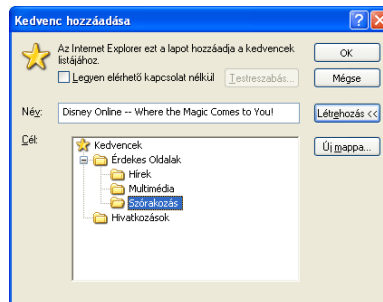 Kedvenc hozzáadása
Az Internet Explorer ezt a lapot hozzáadja a kedvencek
listájához.
OK
Legyen elérhető kapcsolat nélkül
Testreszabás...
Mégse
Név:
Disney Online -- Where the Magic Comes to You!
Létrehozás <<
Cél:
Kedvencek
Új mappa...
Érdekes Oldalak
Hírek
Multimédia
Szórakozás
Hivatkozások